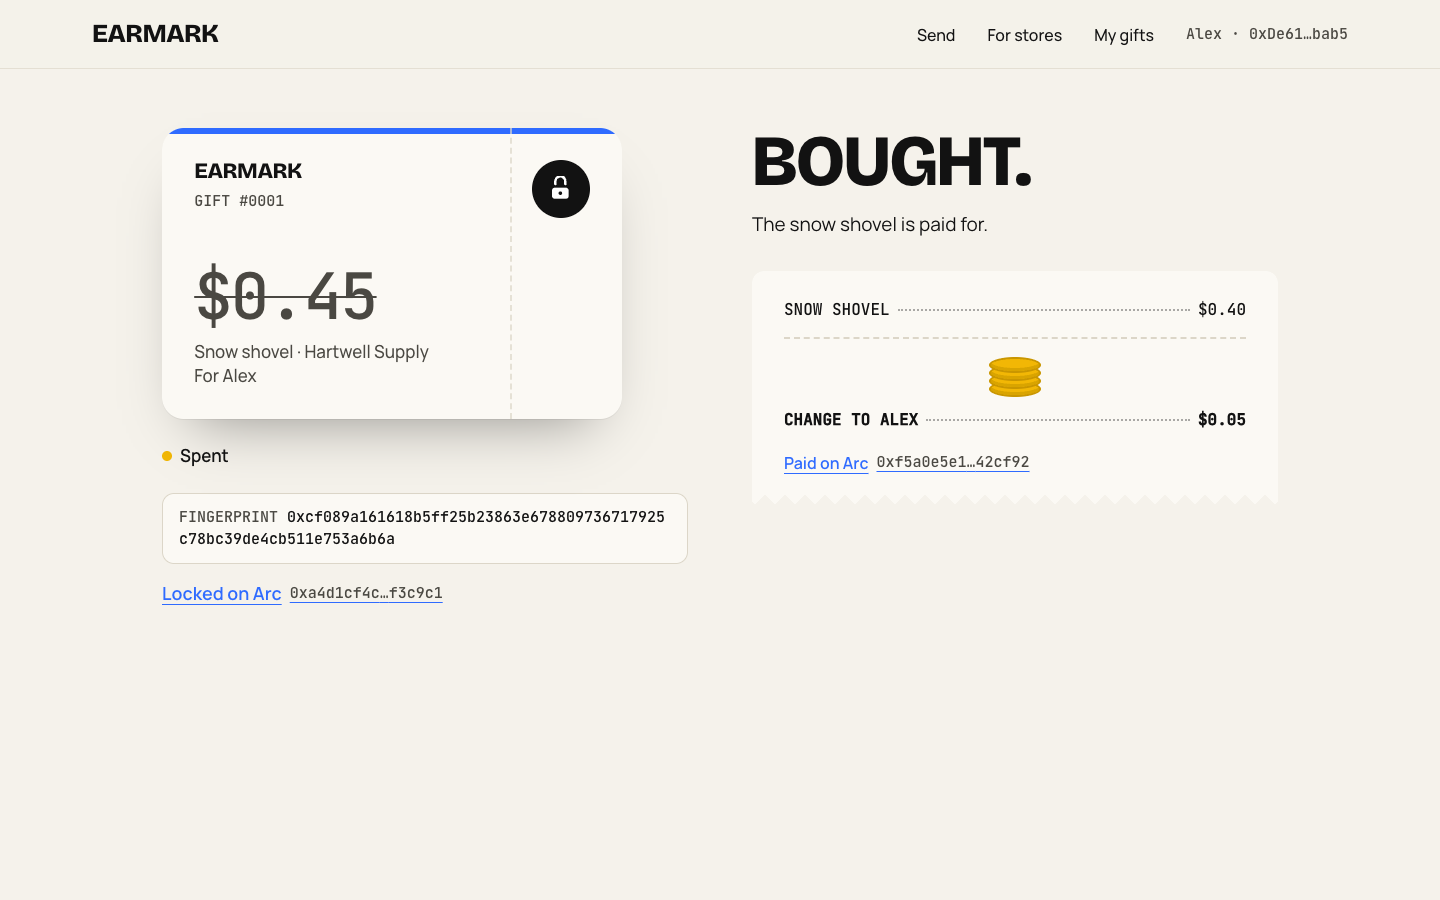 EARMARK
Send
For stores
My gifts
Alex · 0xDe61…bab5
EARMARK
GIFT #0001
$0.45
Snow shovel · Hartwell Supply
For Alex
Spent
FINGERPRINT 0xcf089a161618b5ff25b23863e678809736717925
c78bc39de4cb511e753a6b6a
Locked on Arc 0xa4d1cf4c…f3c9c1
BOUGHT.
The snow shovel is paid for.
SNOW SHOVEL $0.40
CHANGE TO ALEX $0.05
Paid on Arc 0xf5a0e5e1…42cf92